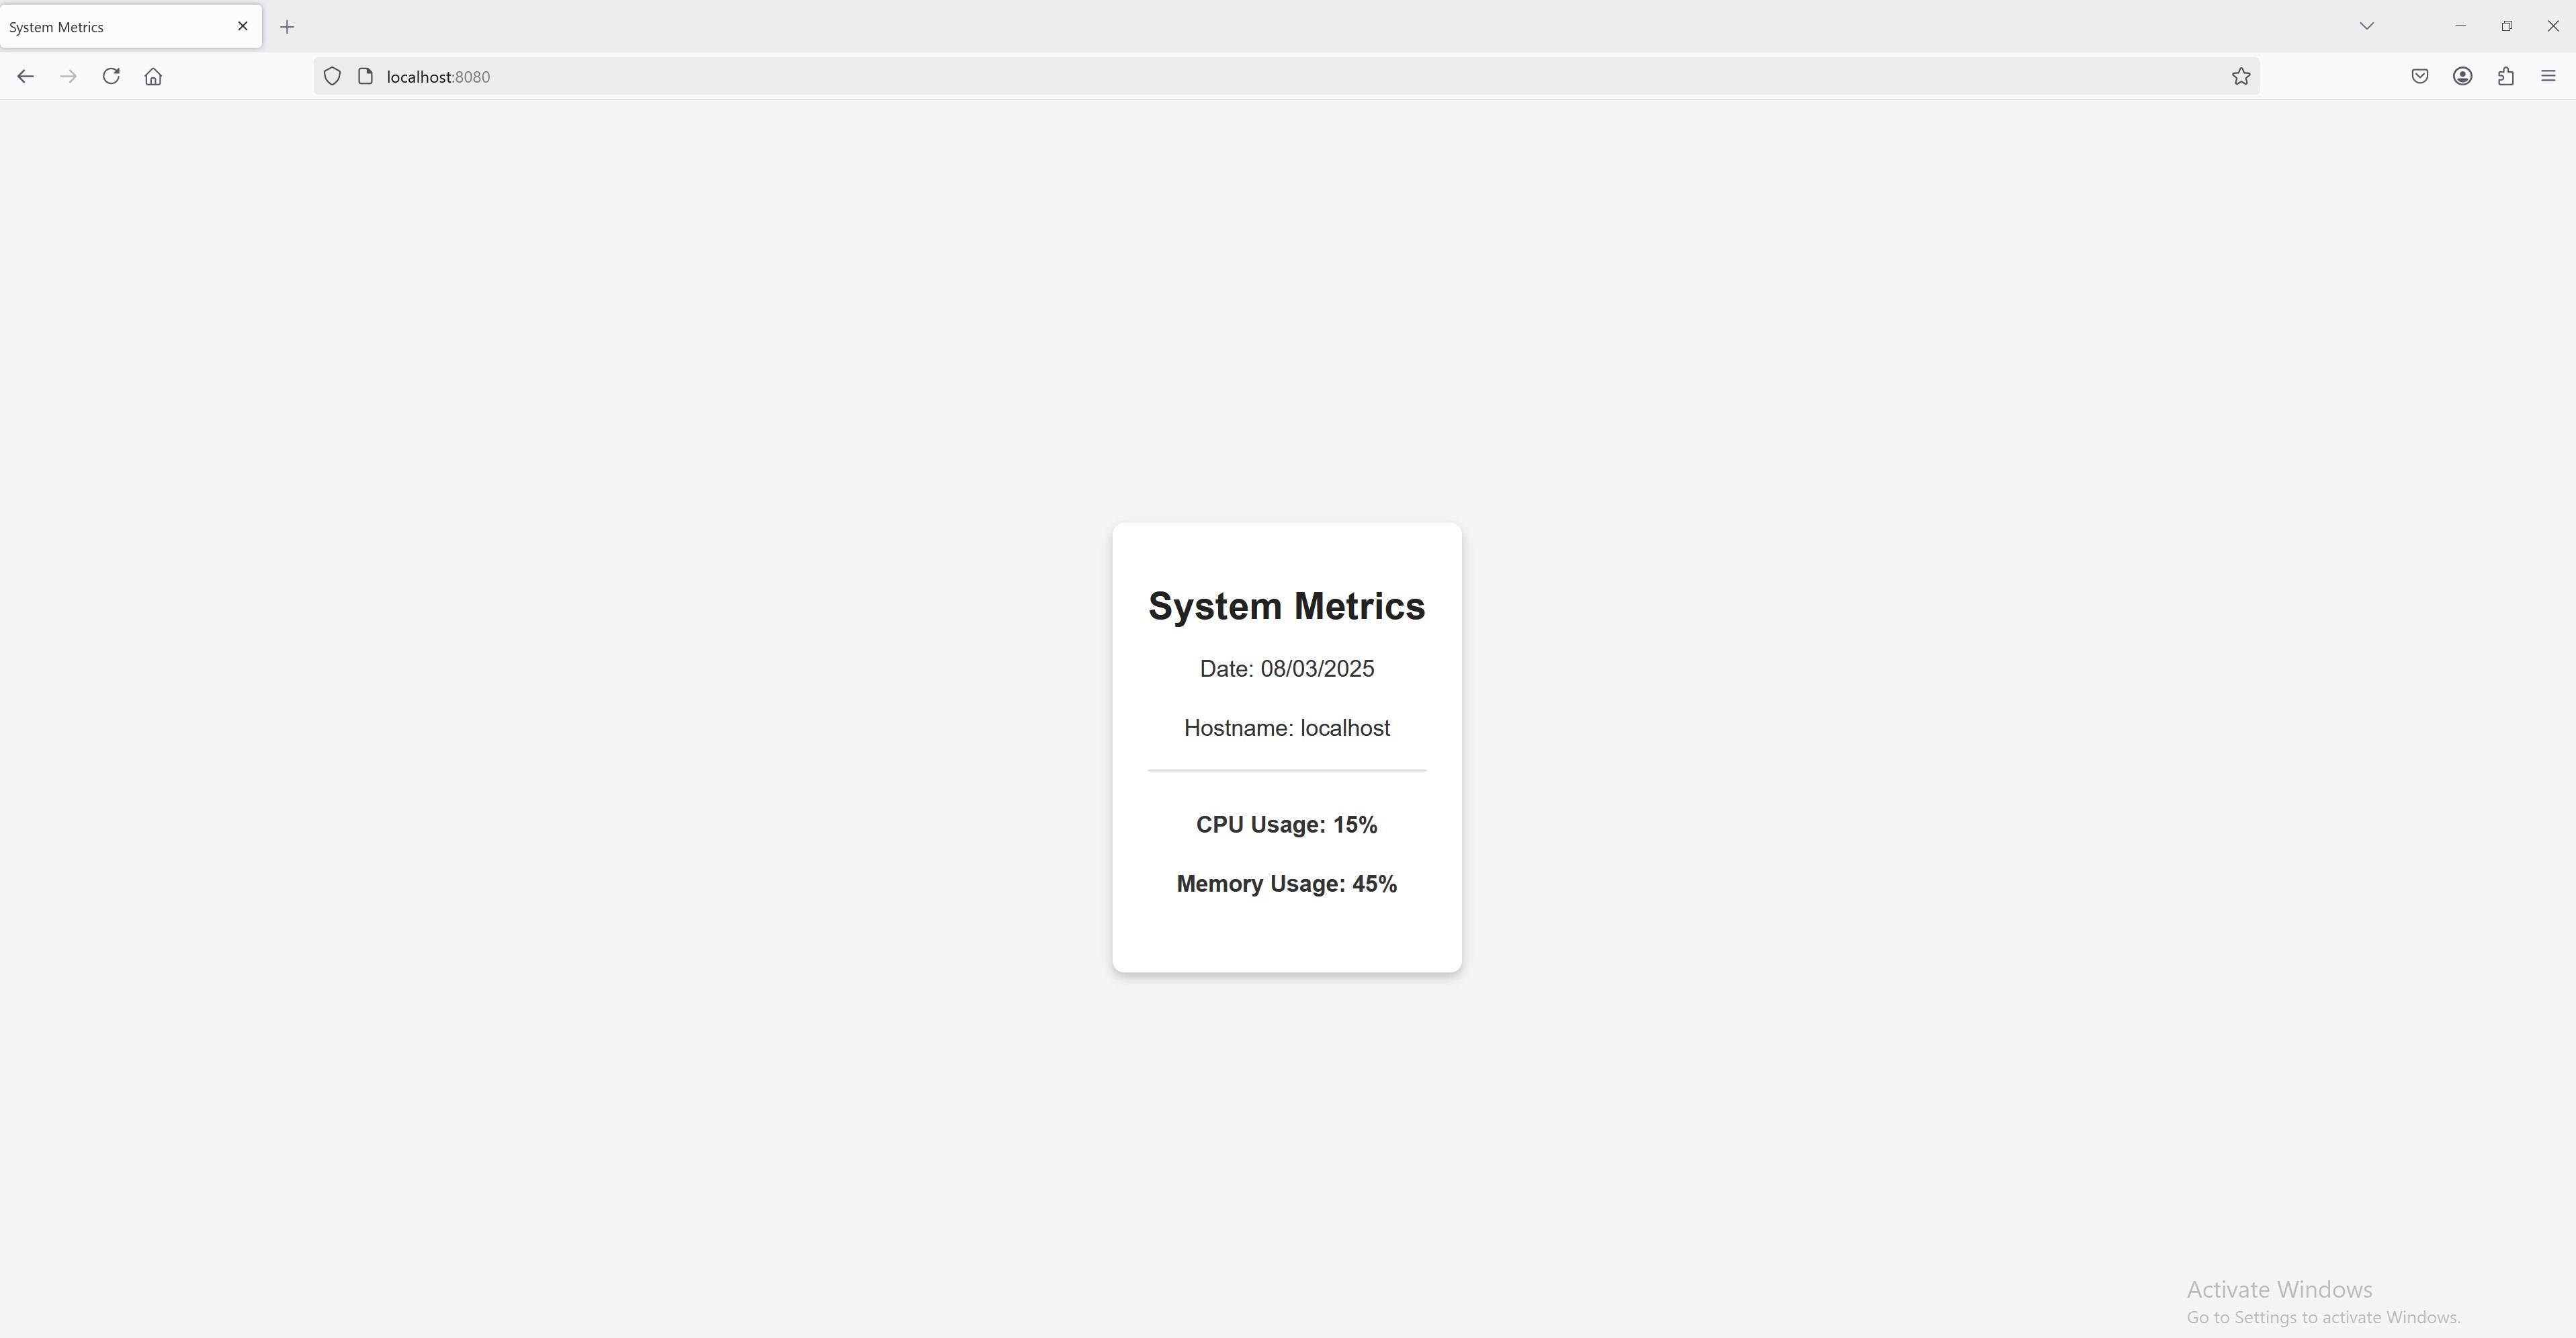 System Metrics
localhost:8080
System Metrics
Date: 08/03/2025
Hostname: localhost
CPU Usage: 15%
Memory Usage: 45%
Activate Windows
Go to Settings to activate Windows.